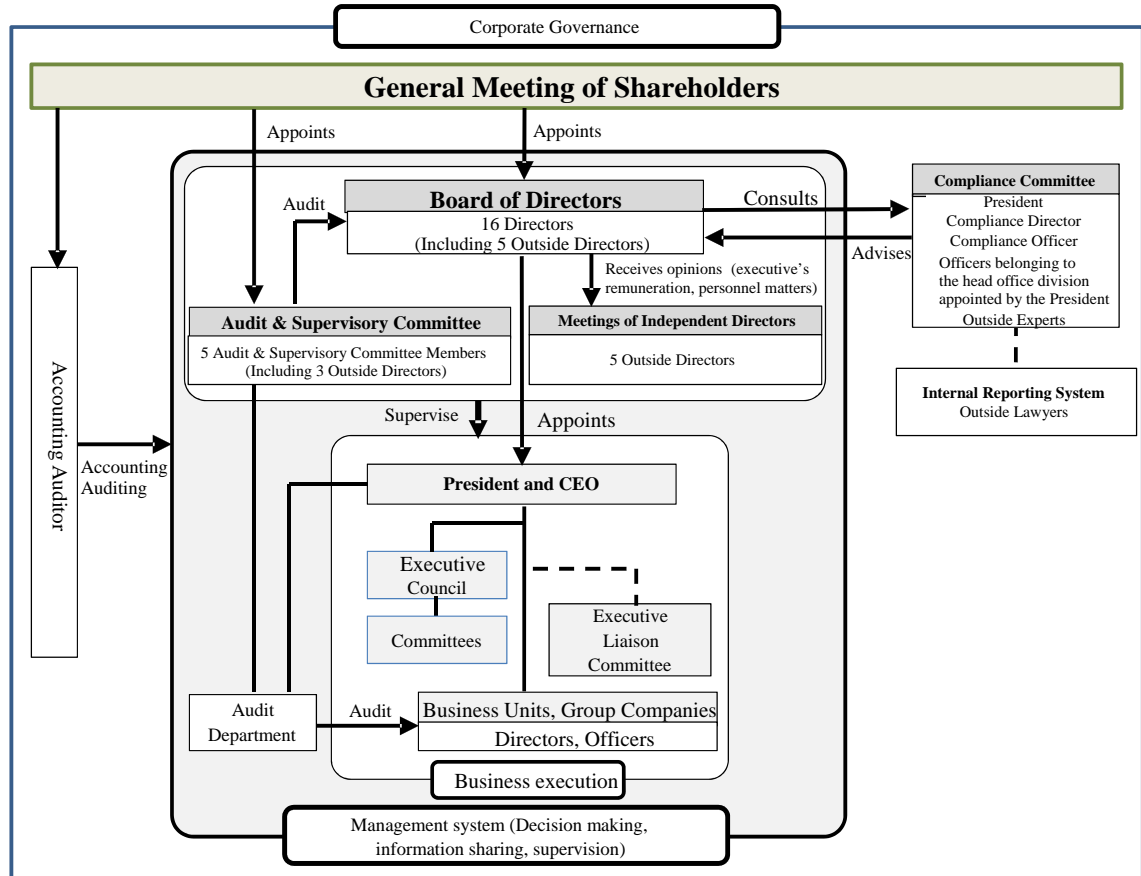 Corporate Governance
General Meeting of Shareholders
Appoints
Appoints
Board of Directors
16 Directors
(Including 5 Outside Directors)
Audit
Consults
Advises
Compliance Committee
President
Compliance Director
Compliance Officer
Officers belonging to
the head office division
appointed by the President
Outside Experts
Receives opinions (executive's
remuneration, personnel matters)
Audit & Supervisory Committee
5 Audit & Supervisory Committee Members
(Including 3 Outside Directors)
Meetings of Independent Directors
5 Outside Directors
Internal Reporting System
Outside Lawyers
Accounting Auditor
Accounting
Auditing
Supervise
Appoints
President and CEO
Executive
Council
Committees
Executive
Liaison
Committee
Audit
Department
Audit
Business Units, Group Companies
Directors, Officers
Business execution
Management system (Decision making,
information sharing, supervision)